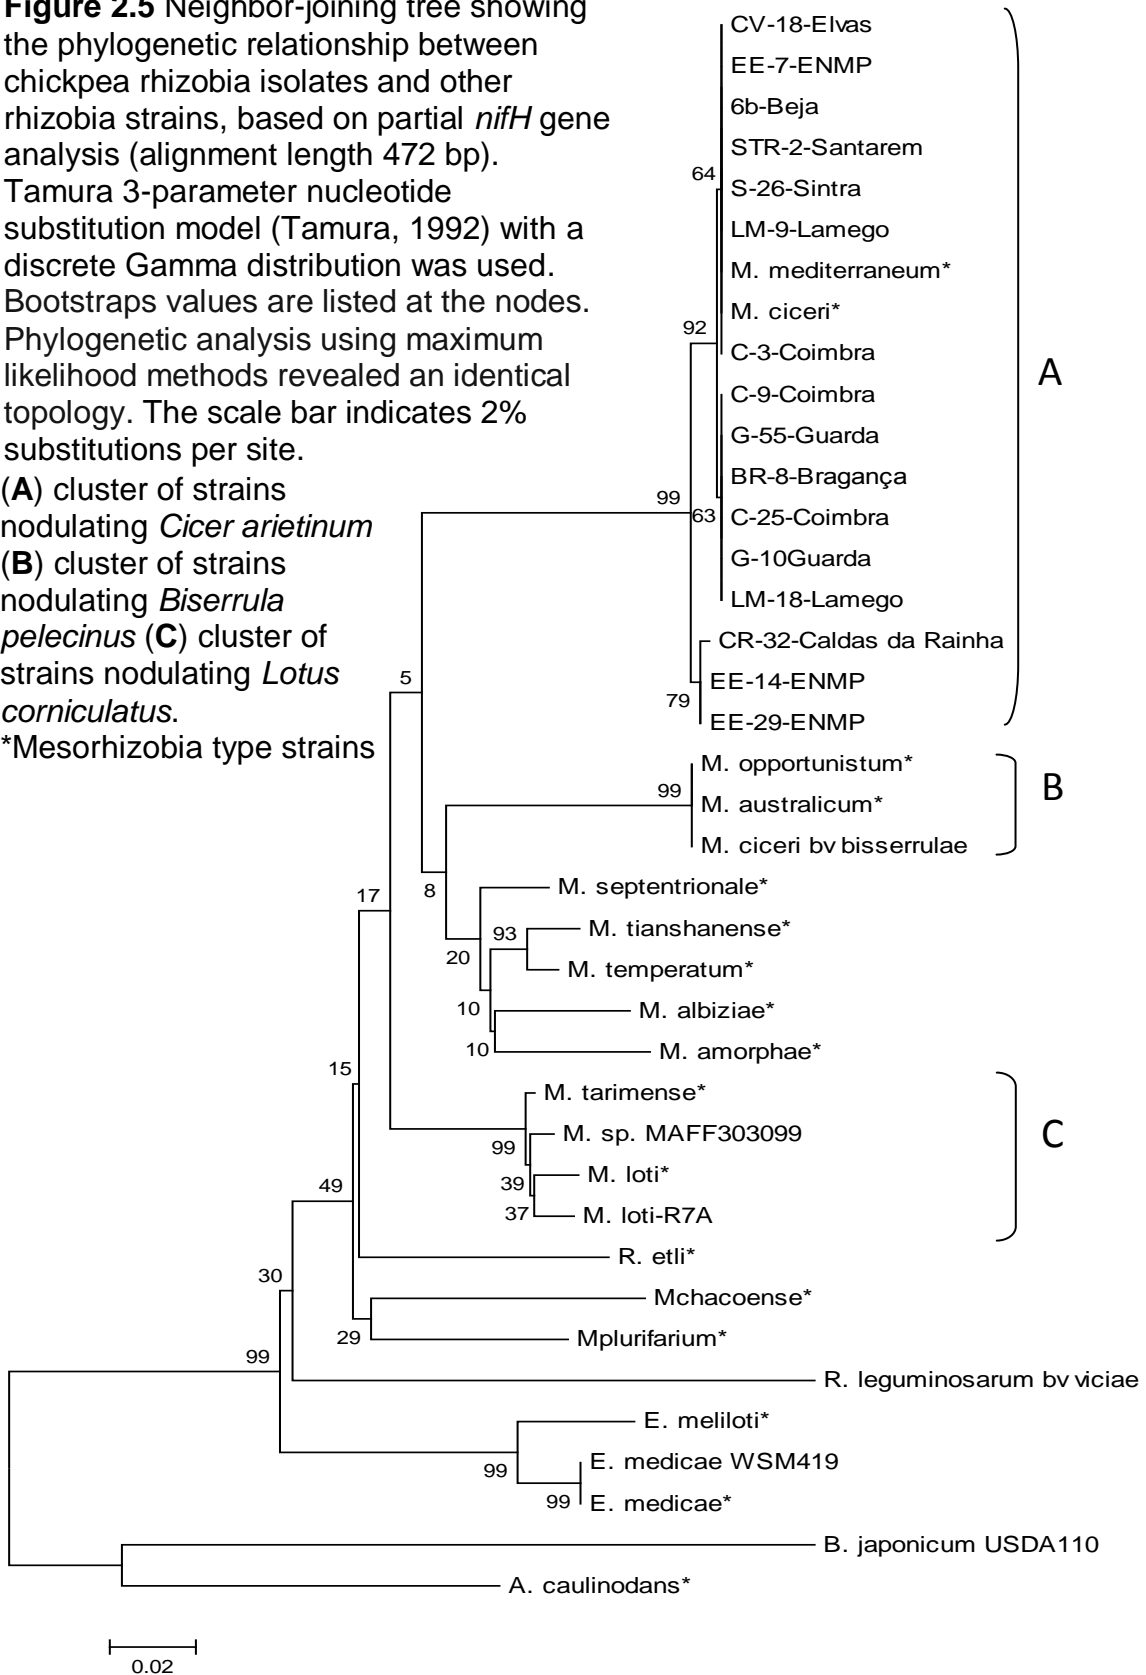 Figure 2.5 Neighbor-joining tree showing
the phylogenetic relationship between
chickpea rhizobia isolates and other
rhizobia strains, based on partial nifH gene
analysis (alignment length 472 bp).
Tamura 3-parameter nucleotide
substitution model (Tamura, 1992) with a
discrete Gamma distribution was used.
Bootstraps values are listed at the nodes.
Phylogenetic analysis using maximum
likelihood methods revealed an identical
topology. The scale bar indicates 2%
substitutions per site.
(A) cluster of strains
nodulating Cicer arietinum
(B) cluster of strains
nodulating Biserrula
pelecinus (C) cluster of
strains nodulating Lotus
corniculatus.
*Mesorhizobia type strains
CV-18-Elvas
EE-7-ENMP
6b-Beja
STR-2-Santarem
64
S-26-Sintra
LM-9-Lamego
M. mediterraneum*
M. ciceri*
92
C-3-Coimbra
A
C-9-Coimbra
G-55-Guarda
BR-8-Bragança
99
63
C-25-Coimbra
G-10Guarda
LM-18-Lamego
CR-32-Caldas da Rainha
5
EE-14-ENMP
79
EE-29-ENMP
M. opportunistum*
99
B
M. australicum*
M. ciceri bv bisserrulae
17
8
M. septentrionale*
93
M. tianshanense*
20
M. temperatum*
10
M. albiziae*
10
M. amorphae*
15
M. tarimense*
99
M. sp. MAFF303099
C
M. loti*
49
39
37
M. loti-R7A
R. etli*
30
Mchacoense*
29
Mplurifarium*
99
R. leguminosarum bv viciae
E. meliloti*
99
E. medicae WSM419
99
E. medicae*
B. japonicum USDA110
A. caulinodans*
0.02